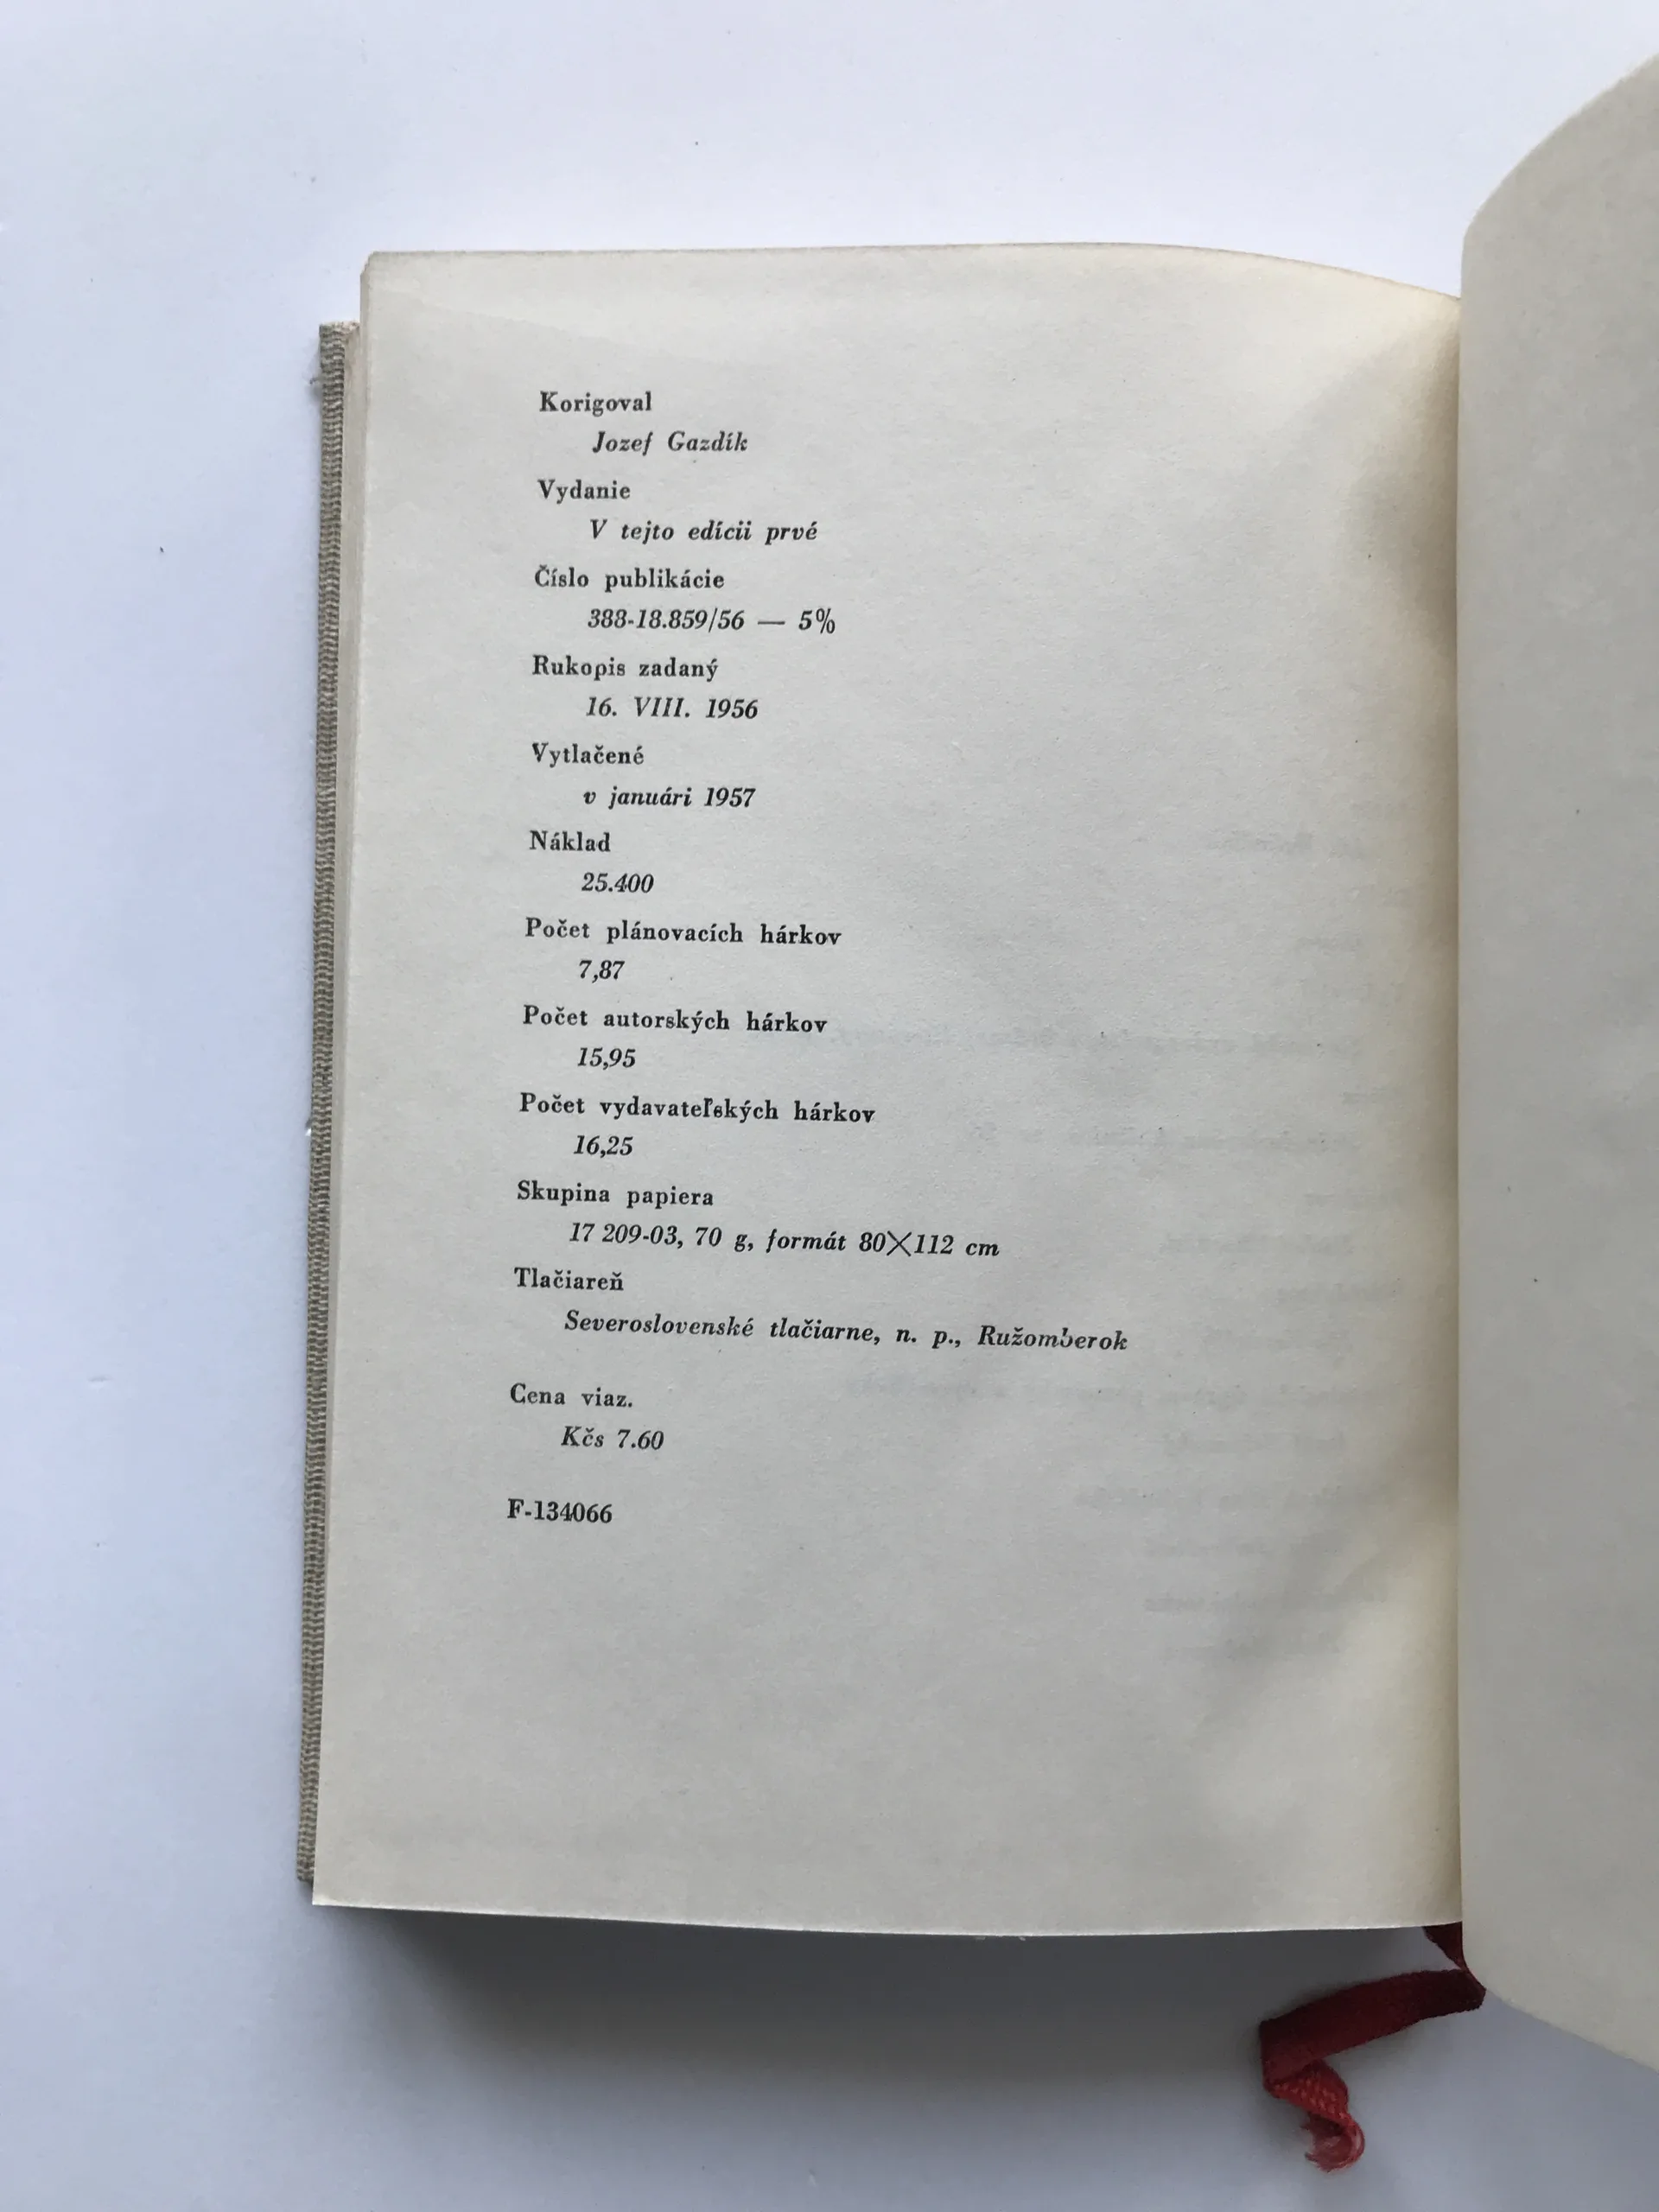 Korigoval
Jozef Gazdík
Vydanie
V tejto edícii prvé
Číslo publikácie
388-18.859/56 — 5%
Rukopis zadaný
16. VIII. 1956
Vytlačené
v januári 1957
Náklad
25.400
Počet plánovacích hárkov
7,87
Počet autorských hárkov
15,95
Počet vydavateľských hárkov
16,25
Skupina papiera
17 209-03, 70 g, formát 80×112 cm
Tlačiareň
Severoslovenské tlačiarne, n. p., Ružomberok
Cena viaz.
Kčs 7.60
F-134066